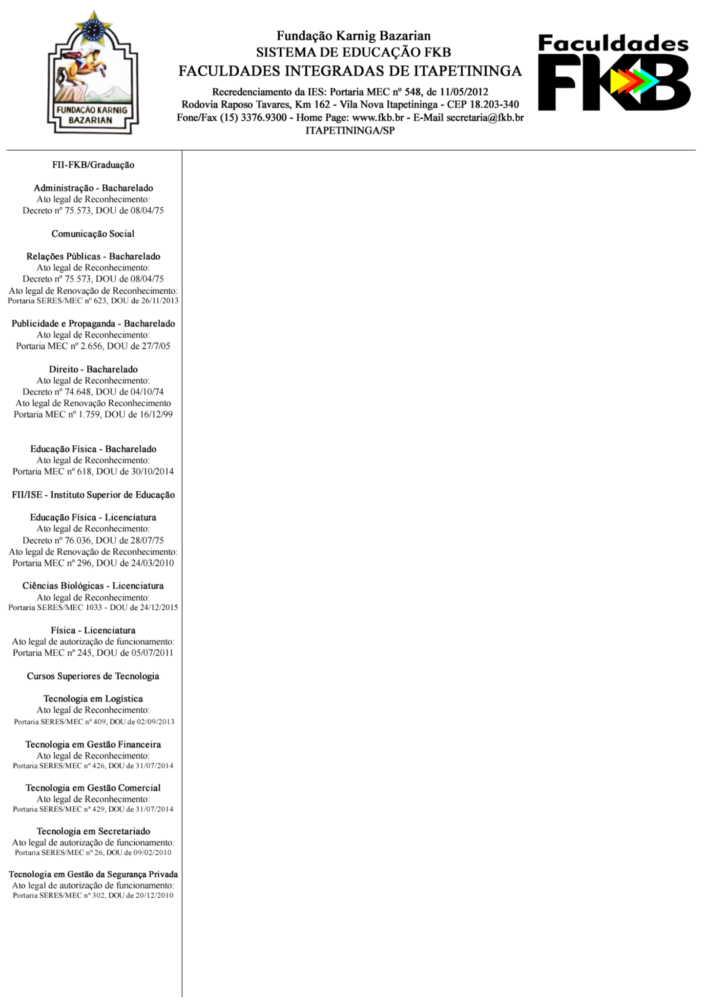 FUNDAÇÃO KARNIG
BAZARIAN
Fundação Karnig Bazarian
SISTEMA DE EDUCAÇÃO FKB
FACULDADES INTEGRADAS DE ITAPETININGA
Recredenciamento da IES: Portaria MEC nº 548, de 11/05/2012
Rodovia Raposo Tavares, Km 162 - Vila Nova Itapetininga - CEP 18.203-340
Fone/Fax (15) 3376.9300 - Home Page: www.fkb.br - E-Mail secretaria@fkb.br
ITAPETININGA/SP
Faculdades
FKB
FII-FKB/Graduação
Administração - Bacharelado
Ato legal de Reconhecimento:
Decreto nº 75.573, DOU de 08/04/75
Comunicação Social
Relações Públicas - Bacharelado
Ato legal de Reconhecimento:
Decreto nº 75.573, DOU de 08/04/75
Ato legal de Renovação de Reconhecimento:
Portaria SERES/MEC nº 623, DOU de 26/11/2013
Publicidade e Propaganda - Bacharelado
Ato legal de Reconhecimento:
Portaria MEC nº 2.656, DOU de 27/7/05
Direito - Bacharelado
Ato legal de Reconhecimento:
Decreto nº 74.648, DOU de 04/10/74
Ato legal de Renovação Reconhecimento
Portaria MEC nº 1.759, DOU de 16/12/99
Educação Física - Bacharelado
Ato legal de Reconhecimento:
Portaria MEC nº 618, DOU de 30/10/2014
FII/ISE - Instituto Superior de Educação
Educação Física - Licenciatura
Ato legal de Reconhecimento:
Decreto nº 76.036, DOU de 28/07/75
Ato legal de Renovação de Reconhecimento:
Portaria MEC nº 296, DOU de 24/03/2010
Ciências Biológicas - Licenciatura
Ato legal de Reconhecimento:
Portaria SERES/MEC 1033 - DOU de 24/12/2015
Física - Licenciatura
Ato legal de autorização de funcionamento:
Portaria MEC nº 245, DOU de 05/07/2011
Cursos Superiores de Tecnologia
Tecnologia em Logística
Ato legal de Reconhecimento:
Portaria SERES/MEC nº 409, DOU de 02/09/2013
Tecnologia em Gestão Financeira
Ato legal de Reconhecimento:
Portaria SERES/MEC nº 426, DOU de 31/07/2014
Tecnologia em Gestão Comercial
Ato legal de Reconhecimento:
Portaria SERES/MEC nº 429, DOU de 31/07/2014
Tecnologia em Secretariado
Ato legal de autorização de funcionamento:
Portaria SERES/MEC nº 26, DOU de 09/02/2010
Tecnologia em Gestão da Segurança Privada
Ato legal de autorização de funcionamento:
Portaria SERES/MEC nº 302, DOU de 20/12/2010